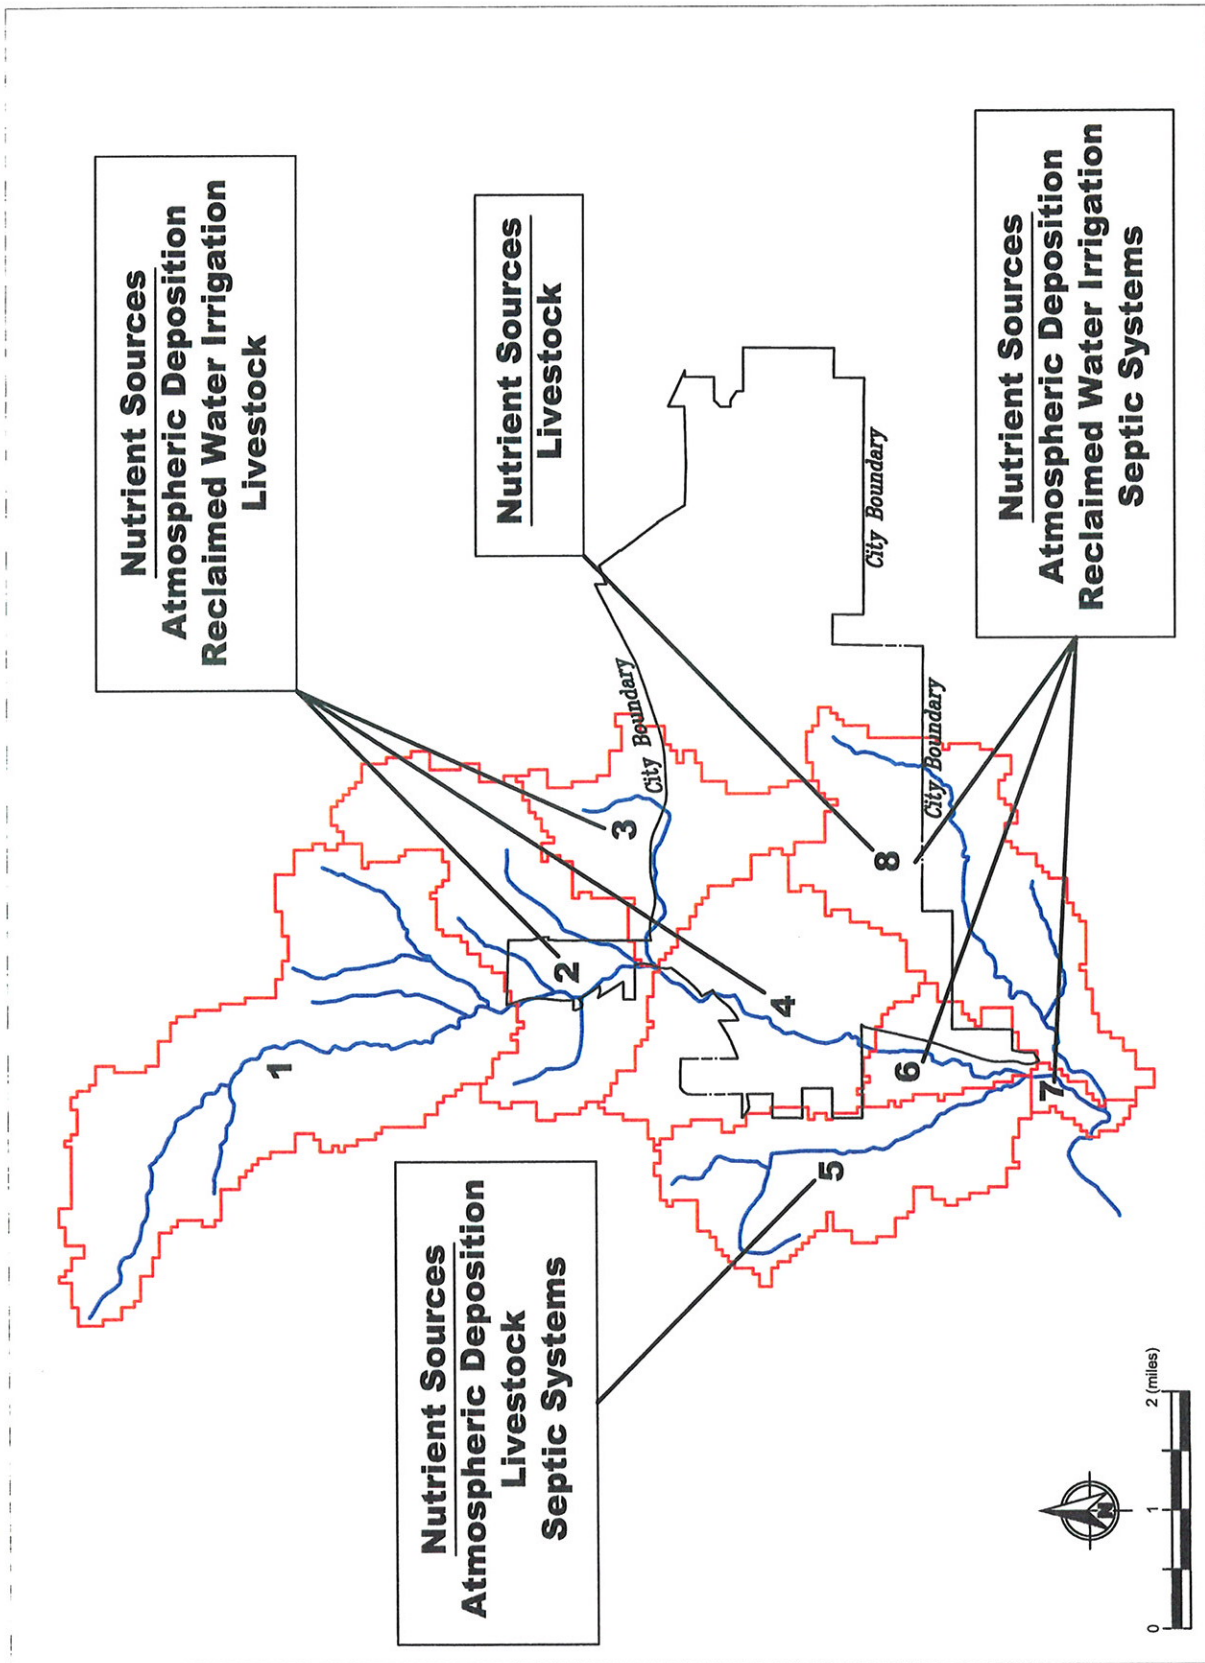 Nutrient Sources
Atmospheric Deposition
Reclaimed Water Irrigation
Livestock
Nutrient Sources
Livestock
Nutrient Sources
Atmospheric Deposition
Reclaimed Water Irrigation
Septic Systems
Nutrient Sources
Atmospheric Deposition
Livestock
Septic Systems
City Boundary
City Boundary
City Boundary
1
2
3
4
5
6
7
8
N
0 1 2 (miles)